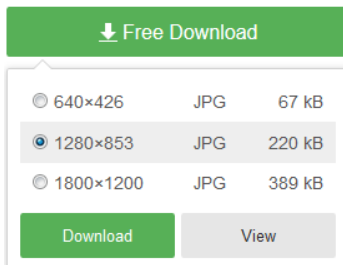 Free Download
640×426 JPG 67 kB
1280×853 JPG 220 kB
1800×1200 JPG 389 kB
Download View